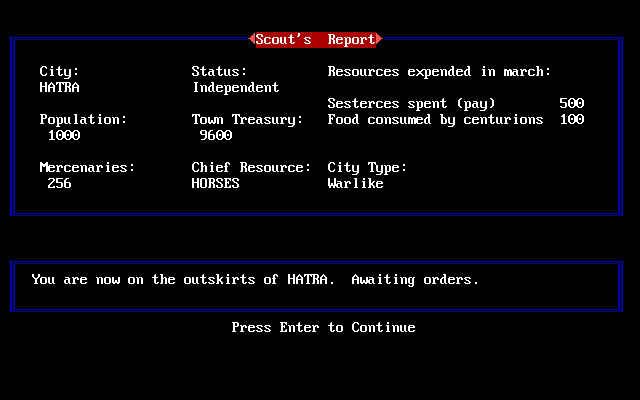 Scout's Report
City: Status: Resources expended in march:
HATRA Independent
Sesterces spent (pay) 500
Population: Town Treasury: Food consumed by centurions 100
1000 9600
Mercenaries: Chief Resource: City Type:
256 HORSES Warlike
You are now on the outskirts of HATRA. Awaiting orders.
Press Enter to Continue